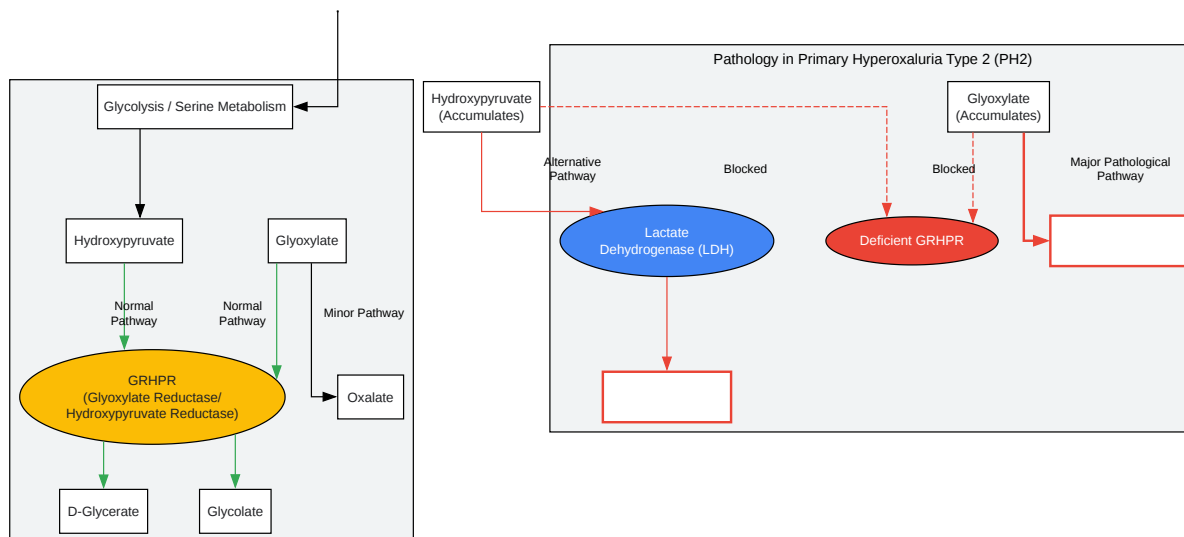 Pathology in Primary Hyperoxaluria Type 2 (PH2)
Glycolysis / Serine Metabolism
Hydroxypyruvate
(Accumulates)
Glyoxylate
(Accumulates)
Alternative
Pathway
Blocked
Blocked
Major Pathological
Pathway
Hydroxypyruvate
Glyoxylate
Lactate
Dehydrogenase (LDH)
Deficient GRHPR
Normal
Pathway
Normal
Pathway
Minor Pathway
GRHPR
(Glyoxylate Reductase/
Hydroxypyruvate Reductase)
Oxalate
D-Glycerate
Glycolate